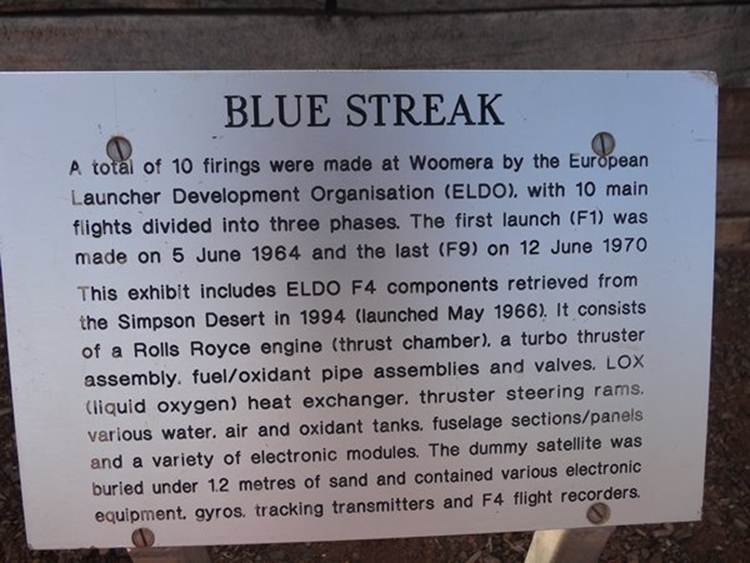 BLUE STREAK
A total of 10 firings were made at Woomera by the European
Launcher Development Organisation (ELDO), with 10 main
flights divided into three phases. The first launch (F1) was
made on 5 June 1964 and the last (F9) on 12 June 1970
This exhibit includes ELDO F4 components retrieved from
the Simpson Desert in 1994 (launched May 1966). It consists
of a Rolls Royce engine (thrust chamber), a turbo thruster
assembly, fuel/oxidant pipe assemblies and valves, LOX
(liquid oxygen) heat exchanger, thruster steering rams,
various water, air and oxidant tanks, fuselage sections/panels
and a variety of electronic modules. The dummy satellite was
buried under 1.2 metres of sand and contained various electronic
equipment, gyros, tracking transmitters and F4 flight recorders.